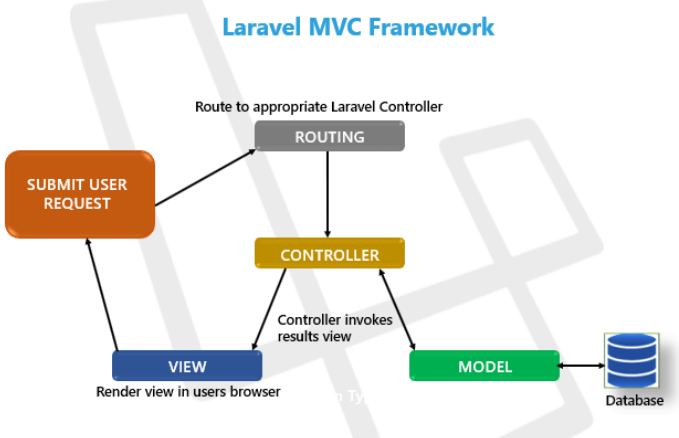 Laravel MVC Framework
Route to appropriate Laravel Controller
ROUTING
SUBMIT USER
REQUEST
CONTROLLER
Controller invokes
results view
VIEW
MODEL
Render view in users browser
Database